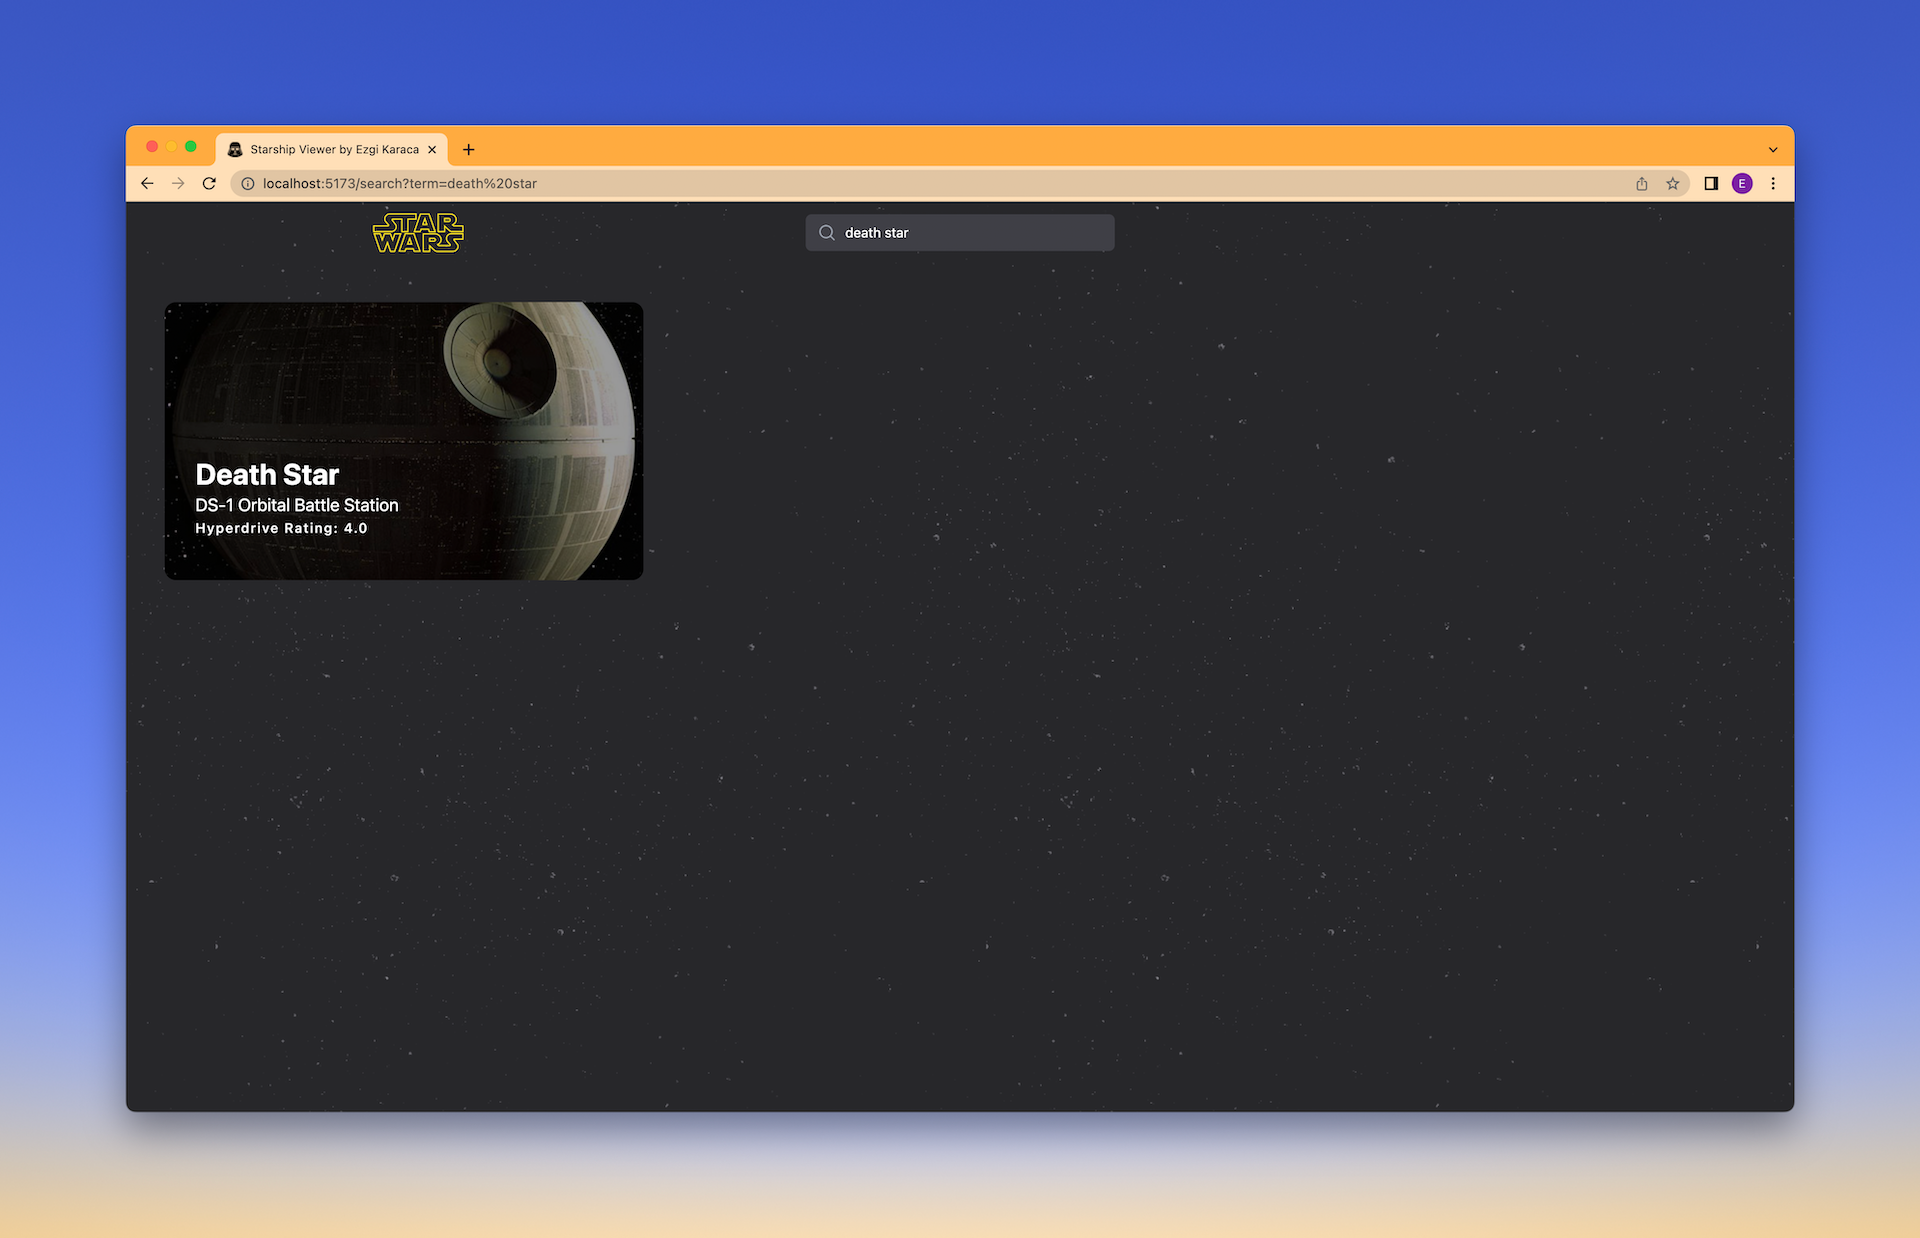 Starship Viewer by Ezgi Karaca
localhost:5173/search?term=death%20star
E
STAR
WARS
death star
Death Star
DS-1 Orbital Battle Station
Hyperdrive Rating: 4.0